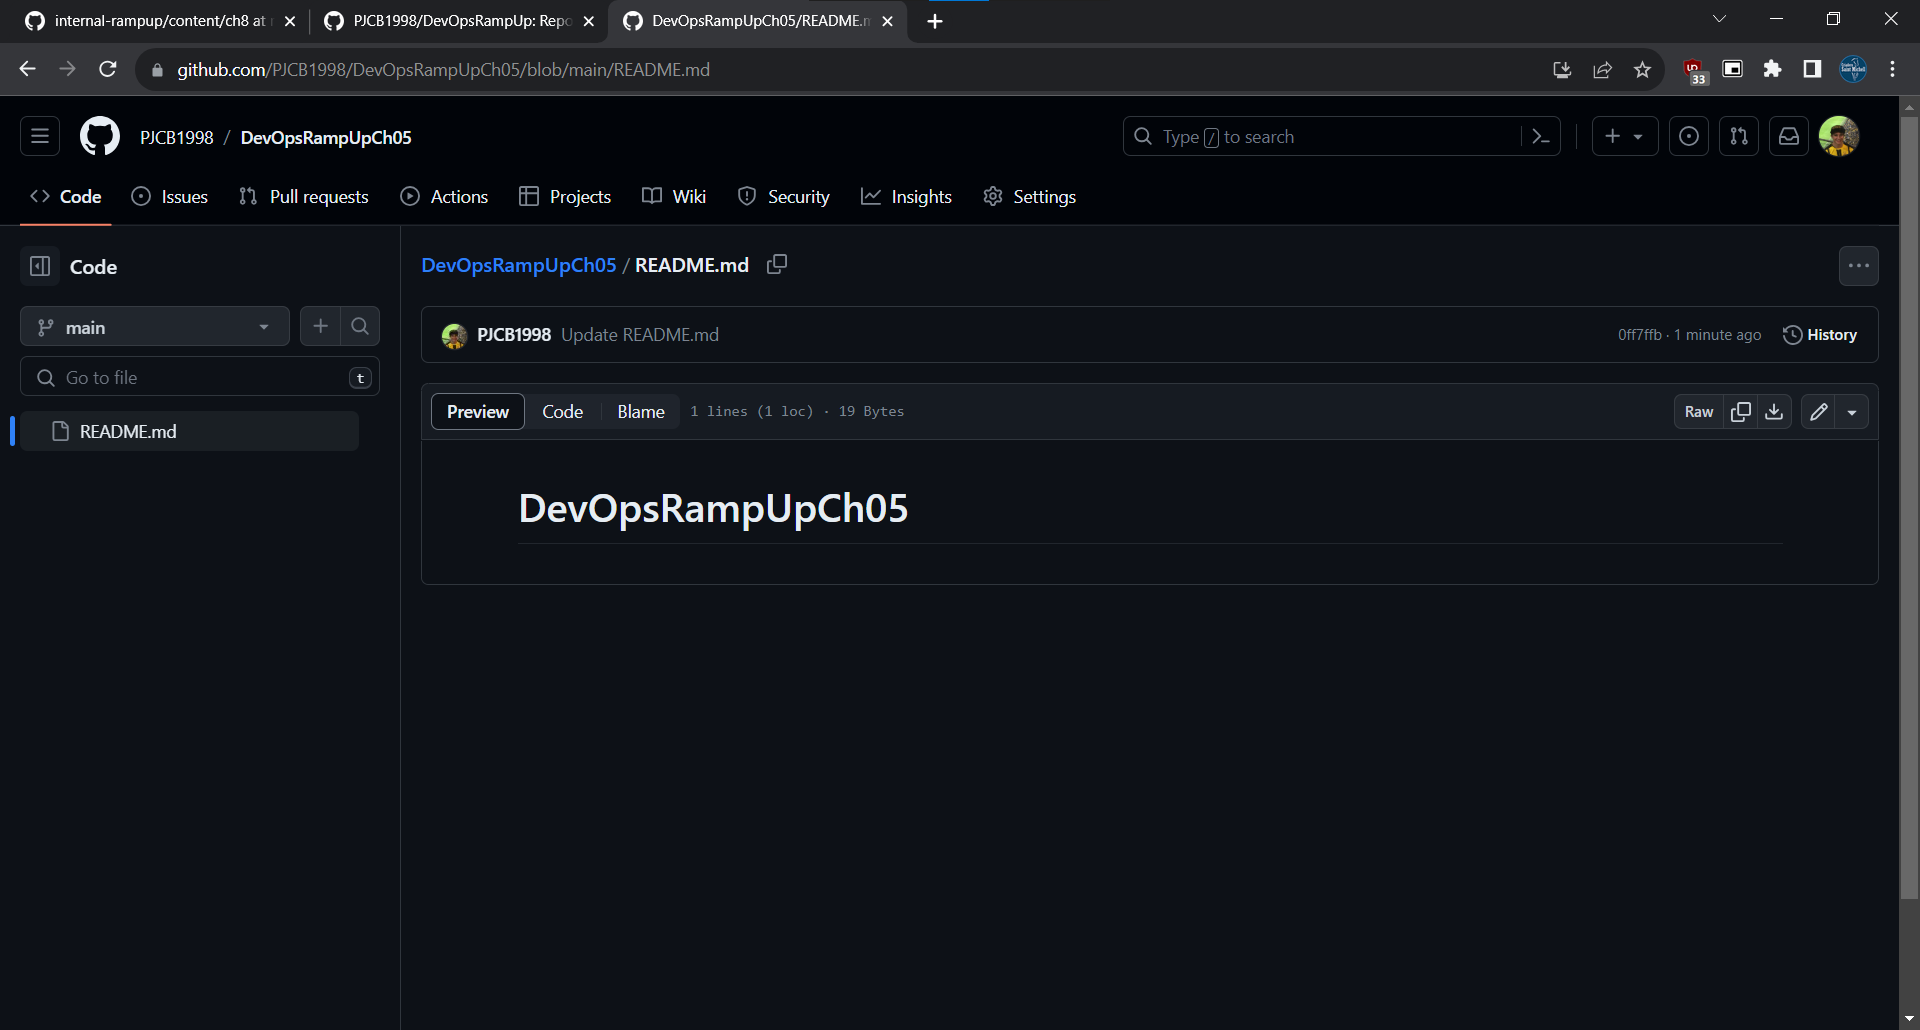 internal-rampup/content/ch8 at
PJCB1998/DevOpsRampUp: Repo
DevOpsRampUpCh05/README.m
github.com/PJCB1998/DevOpsRampUpCh05/blob/main/README.md
33
PJCB1998 / DevOpsRampUpCh05
Type / to search
Code
Issues
Pull requests
Actions
Projects
Wiki
Security
Insights
Settings
Code
main
Go to file
t
README.md
DevOpsRampUpCh05 / README.md
PJCB1998 Update README.md
0ff7ffb · 1 minute ago
History
Preview
Code
Blame
1 lines (1 loc) · 19 Bytes
Raw
DevOpsRampUpCh05